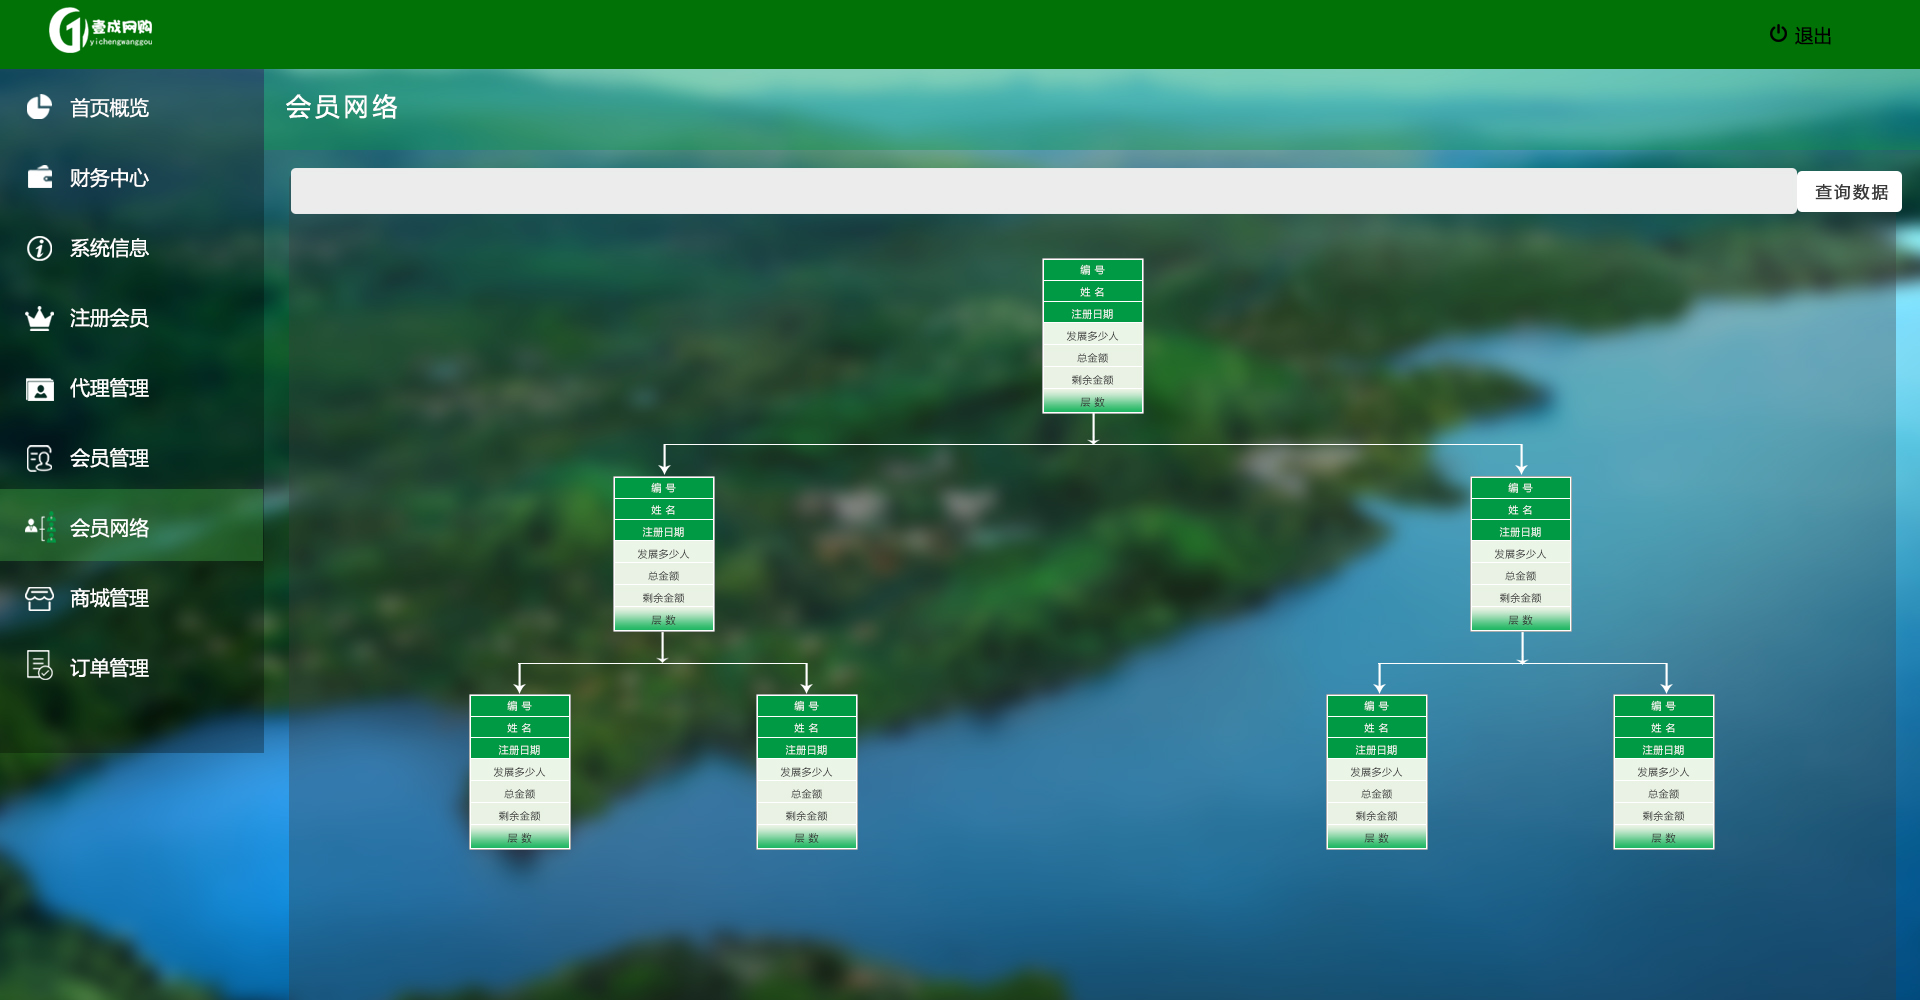 壹成网购
yichengwanggou
退出
首页概览
财务中心
系统信息
注册会员
代理管理
会员管理
会员网络
商城管理
订单管理
会员网络
查询数据
编 号
姓 名
注册日期
发展多少人
总金额
剩余金额
层 数
编 号
姓 名
注册日期
发展多少人
总金额
剩余金额
层 数
编 号
姓 名
注册日期
发展多少人
总金额
剩余金额
层 数
编 号
姓 名
注册日期
发展多少人
总金额
剩余金额
层 数
编 号
姓 名
注册日期
发展多少人
总金额
剩余金额
层 数
编 号
姓 名
注册日期
发展多少人
总金额
剩余金额
层 数
编 号
姓 名
注册日期
发展多少人
总金额
剩余金额
层 数